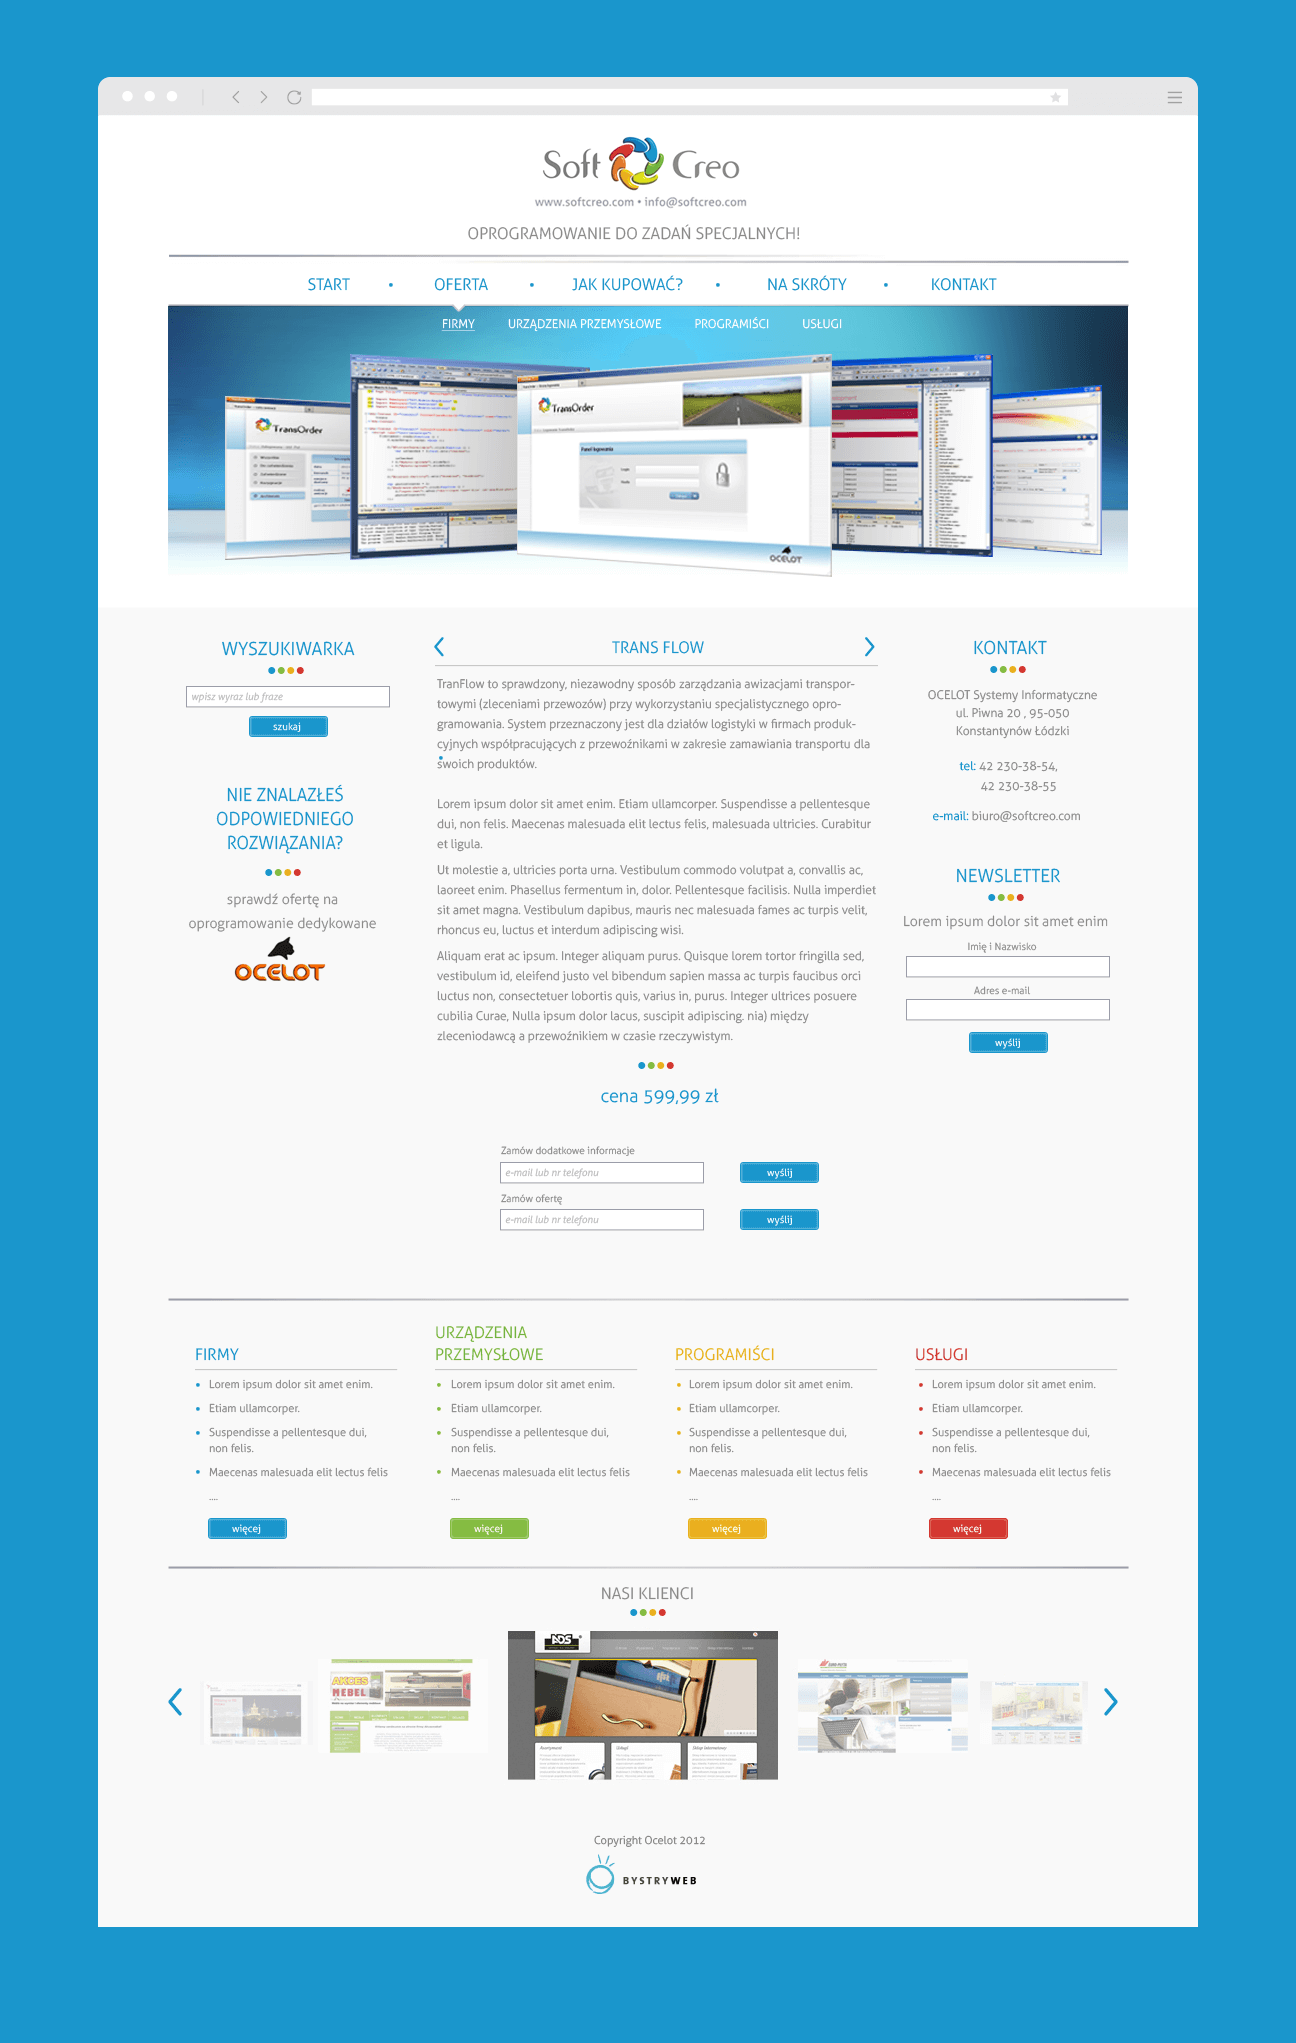 Soft Creo
www.softcreo.com • info@softcreo.com
OPROGRAMOWANIE DO ZADAŃ SPECJALNYCH!
START • OFERTA • JAK KUPOWAĆ? • NA SKRÓTY • KONTAKT
FIRMY URZĄDZENIA PRZEMYSŁOWE PROGRAMIŚCI USŁUGI
TransOrder
TransOrder
Panel logowania
Login
Hasło
OCELOT
WYSZUKIWARKA
wpisz wyraz lub fraze
szukaj
NIE ZNALAZŁEŚ
ODPOWIEDNIEGO
ROZWIĄZANIA?
sprawdź ofertę na
oprogramowanie dedykowane
OCELOT
TRANS FLOW
TranFlow to sprawdzony, niezawodny sposób zarządzania awizacjami transpor-
towymi (zleceniami przewozów) przy wykorzystaniu specjalistycznego opro-
gramowania. System przeznaczony jest dla działów logistyki w firmach produk-
cyjnych współpracujących z przewoźnikami w zakresie zamawiania transportu dla
swoich produktów.
Lorem ipsum dolor sit amet enim. Etiam ullamcorper. Suspendisse a pellentesque
dui, non felis. Maecenas malesuada elit lectus felis, malesuada ultricies. Curabitur
et ligula.
Ut molestie a, ultricies porta urna. Vestibulum commodo volutpat a, convallis ac,
laoreet enim. Phasellus fermentum in, dolor. Pellentesque facilisis. Nulla imperdiet
sit amet magna. Vestibulum dapibus, mauris nec malesuada fames ac turpis velit,
rhoncus eu, luctus et interdum adipiscing wisi.
Aliquam erat ac ipsum. Integer aliquam purus. Quisque lorem tortor fringilla sed,
vestibulum id, eleifend justo vel bibendum sapien massa ac turpis faucibus orci
luctus non, consectetuer lobortis quis, varius in, purus. Integer ultrices posuere
cubilia Curae, Nulla ipsum dolor lacus, suscipit adipiscing. nia) między
zleceniodawcą a przewoźnikiem w czasie rzeczywistym.
cena 599,99 zł
Zamów dodatkowe informacje
e-mail lub nr telefonu wyślij
Zamów ofertę
e-mail lub nr telefonu wyślij
KONTAKT
OCELOT Systemy Informatyczne
ul. Piwna 20 , 95-050
Konstantynów Łódzki
tel: 42 230-38-54,
42 230-38-55
e-mail: biuro@softcreo.com
NEWSLETTER
Lorem ipsum dolor sit amet enim
Imię i Nazwisko
Adres e-mail
wyślij
FIRMY
• Lorem ipsum dolor sit amet enim.
• Etiam ullamcorper.
• Suspendisse a pellentesque dui,
non felis.
• Maecenas malesuada elit lectus felis
....
więcej
URZĄDZENIA
PRZEMYSŁOWE
• Lorem ipsum dolor sit amet enim.
• Etiam ullamcorper.
• Suspendisse a pellentesque dui,
non felis.
• Maecenas malesuada elit lectus felis
....
więcej
PROGRAMIŚCI
• Lorem ipsum dolor sit amet enim.
• Etiam ullamcorper.
• Suspendisse a pellentesque dui,
non felis.
• Maecenas malesuada elit lectus felis
....
więcej
USŁUGI
• Lorem ipsum dolor sit amet enim.
• Etiam ullamcorper.
• Suspendisse a pellentesque dui,
non felis.
• Maecenas malesuada elit lectus felis
....
więcej
NASI KLIENCI
AKCES
MEBEL
ADS
Copyright Ocelot 2012
BYSTRYWEB